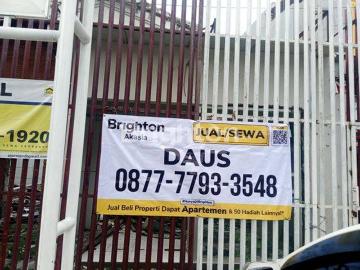 Brighton
Akasia
JUAL/SEWA
DAUS
0877-7793-3548
Jual Beli Properti Dapat Apartemen & 50 Hadiah Lainnya!*
-1920